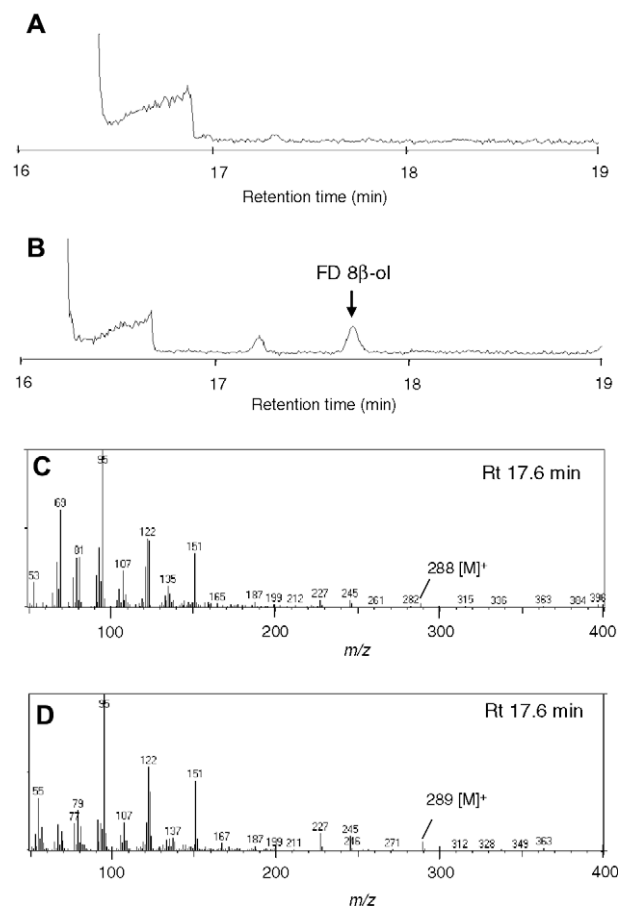 A
16 17 18 19
Retention time (min)
B
FD 8β-ol
16 17 18 19
Retention time (min)
C
95
Rt 17.6 min
69
122
81
151
107
135
53
288 [M]+
165 187 199 212 227 245 261 282 315 336 363 384 396
100 200 300 400
m/z
D
95
Rt 17.6 min
122
151
55
79
77
107
289 [M]+
137
227
245
167 187 199 211 246 271 312 328 349 363
100 200 300 400
m/z